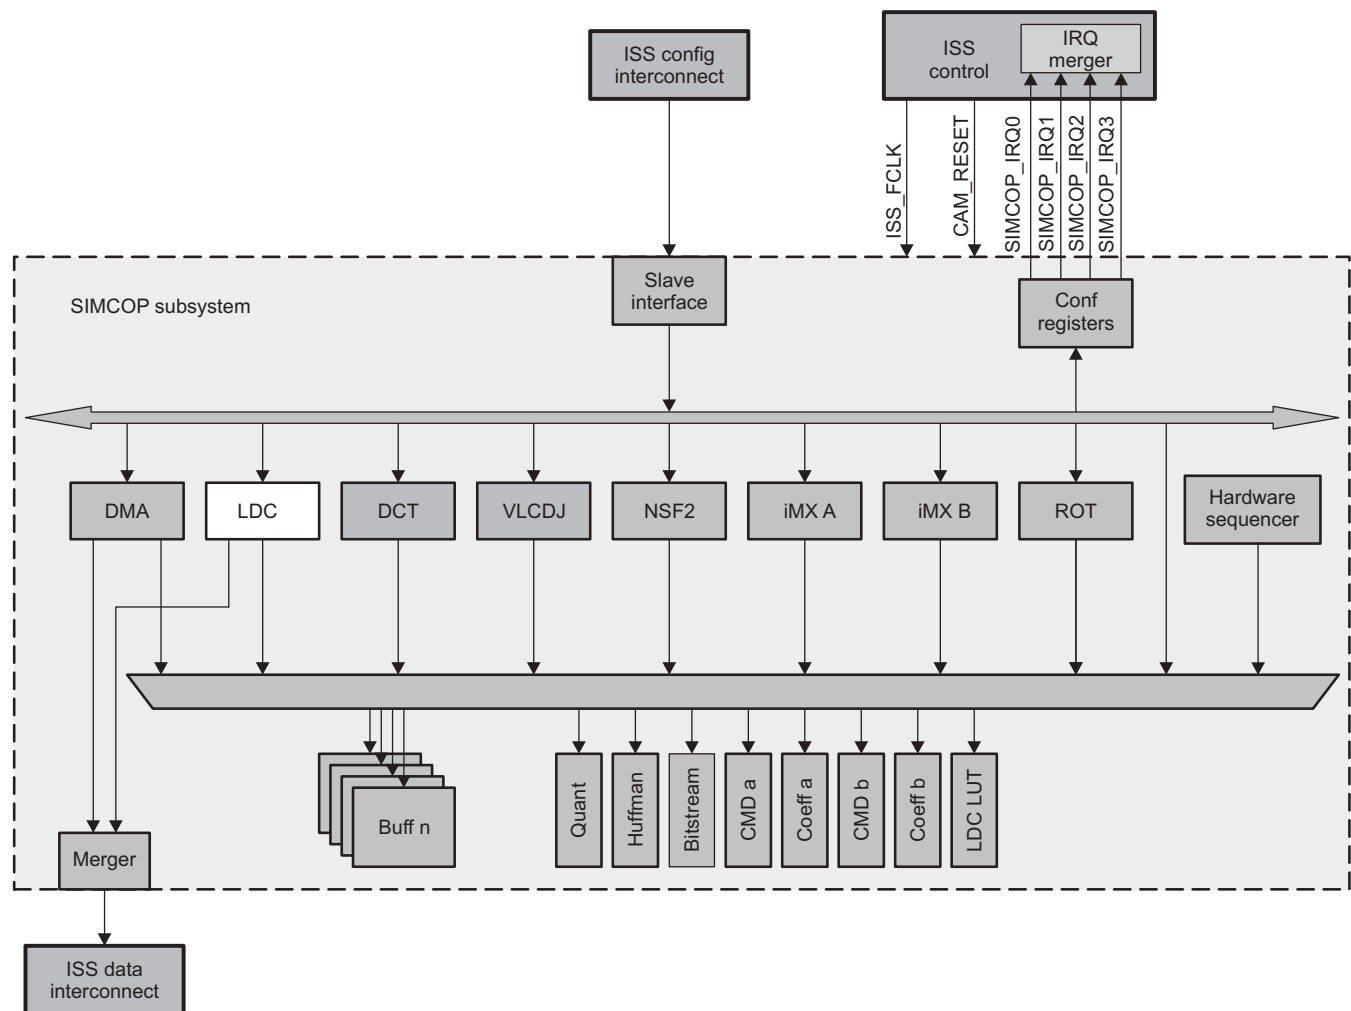 ISS config
interconnect
ISS
control
IRQ
merger
ISS_FCLK
CAM_RESET
SIMCOP_IRQ0
SIMCOP_IRQ1
SIMCOP_IRQ2
SIMCOP_IRQ3
SIMCOP subsystem
Slave
interface
Conf
registers
DMA
LDC
DCT
VLCDJ
NSF2
iMX A
iMX B
ROT
Hardware
sequencer
Buff n
Quant
Huffman
Bitstream
CMD a
Coeff a
CMD b
Coeff b
LDC LUT
Merger
ISS data
interconnect